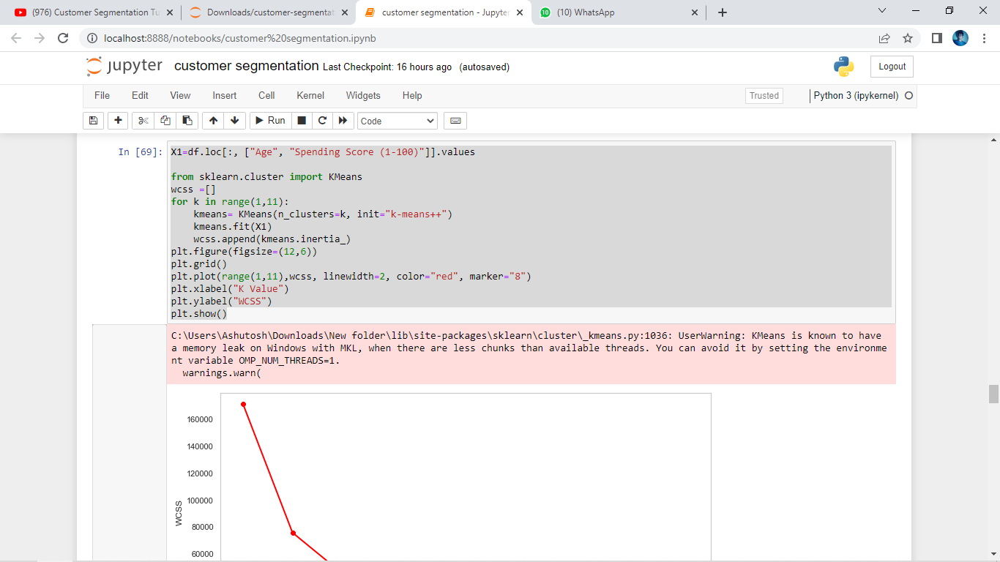 (976) Customer Segmentation Tu
Downloads/customer-segmentat
customer segmentation - Jupyter
(10) WhatsApp
localhost:8888/notebooks/customer%20segmentation.ipynb
jupyter customer segmentation Last Checkpoint: 16 hours ago (autosaved)
Logout
File Edit View Insert Cell Kernel Widgets Help
Trusted
Python 3 (ipykernel)
Run
Code
In [69]:
X1=df.loc[:, ["Age", "Spending Score (1-100)"]].values
from sklearn.cluster import KMeans
wcss =[]
for k in range(1,11):
    kmeans= KMeans(n_clusters=k, init="k-means++")
    kmeans.fit(X1)
    wcss.append(kmeans.inertia_)
plt.figure(figsize=(12,6))
plt.grid()
plt.plot(range(1,11),wcss, linewidth=2, color="red", marker="8")
plt.xlabel("K Value")
plt.ylabel("WCSS")
plt.show()
C:\Users\Ashutosh\Downloads\New folder\lib\site-packages\sklearn\cluster\_kmeans.py:1036: UserWarning: KMeans is known to have
a memory leak on Windows with MKL, when there are less chunks than available threads. You can avoid it by setting the environme
nt variable OMP_NUM_THREADS=1.
  warnings.warn(
160000
140000
120000
100000
80000
60000
WCSS